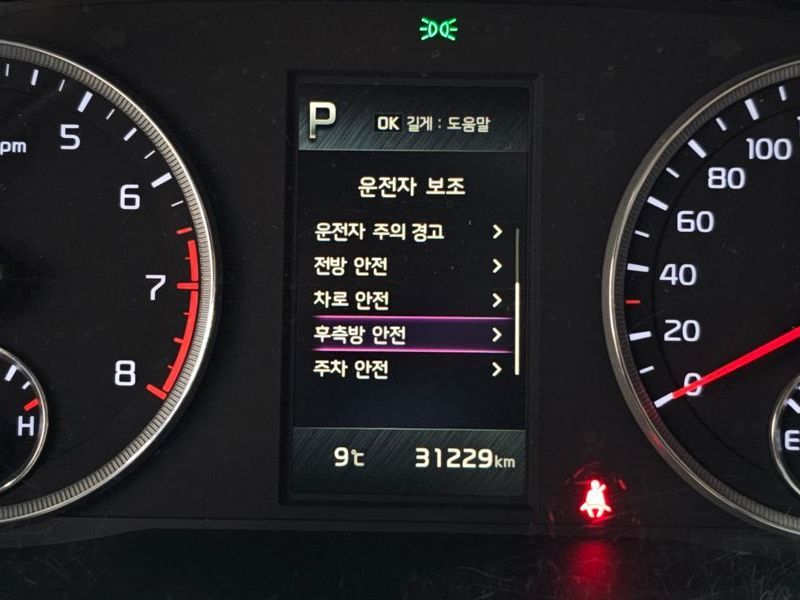 P OK 길게 : 도움말
운전자 보조
운전자 주의 경고 >
전방 안전 >
차로 안전 >
후측방 안전 >
주차 안전 >
9℃ 31229km
pm
5
6
7
8
H
100
80
60
40
20
0
E